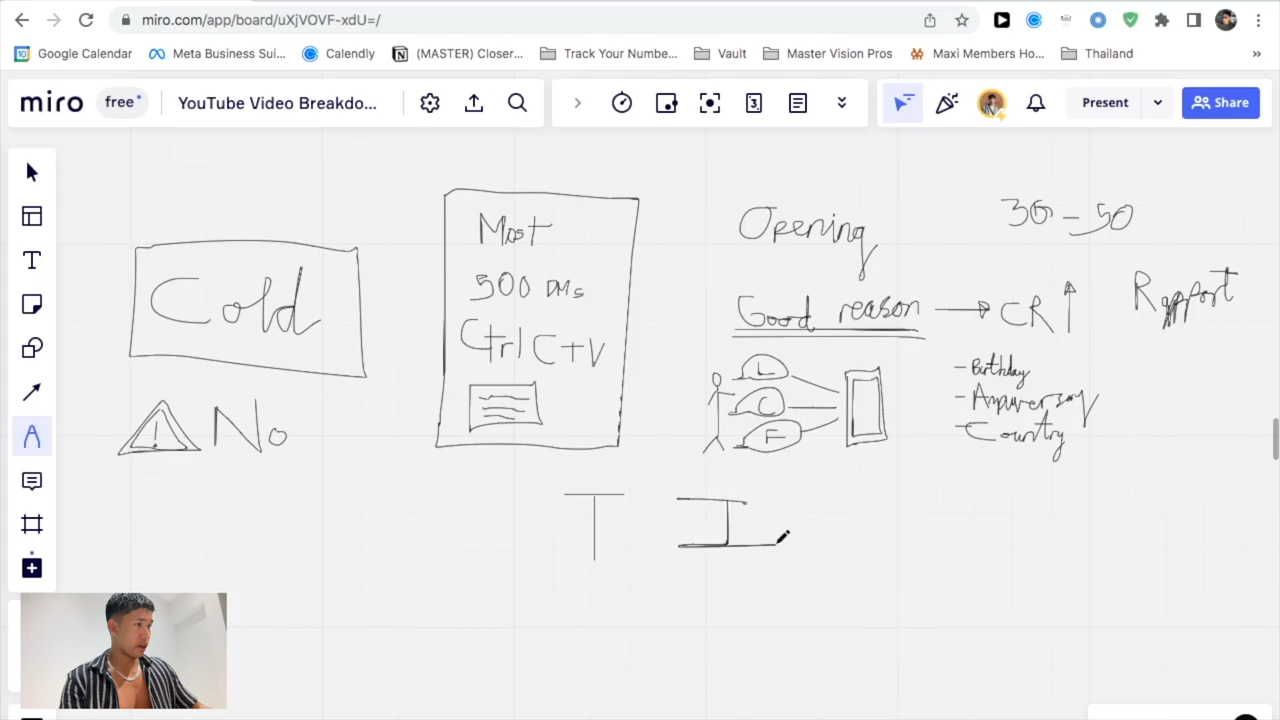 miro.com/app/board/uXjVOVF-xdU=/
10 Google Calendar
Meta Business Sui...
Calendly
(MASTER) Closer...
Track Your Numbe...
Vault
Master Vision Pros
Maxi Members Ho...
Thailand
»
miro
free
YouTube Video Breakdo...
3
Present
Share
T
Cold
! No
Most
500 DMs
Ctrl C+V
Opening
Good reason → CR ↑
L
C
F
30 - 50
Rapport
- Birthday
- Anniversary
- Country
T I